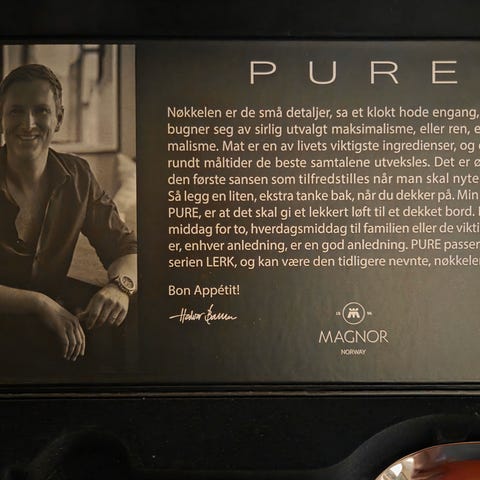 PURE
Nøkkelen er de små detaljer, sa et klokt hode engang,
bugner seg av sirlig utvalgt maksimalisme, eller ren, e
malisme. Mat er en av livets viktigste ingredienser, og
rundt måltider de beste samtalene utveksles. Det er ø
den første sansen som tilfredstilles når man skal nyte
Så legg en liten, ekstra tanke bak, når du dekker på. Min
PURE, er at det skal gi et lekkert løft til et dekket bord.
middag for to, hverdagsmiddag til familien eller de vikti
er, enhver anledning, er en god anledning. PURE passer
serien LERK, og kan være den tidligere nevnte, nøkkelen
Bon Appétit!
MAGNOR
NORWAY